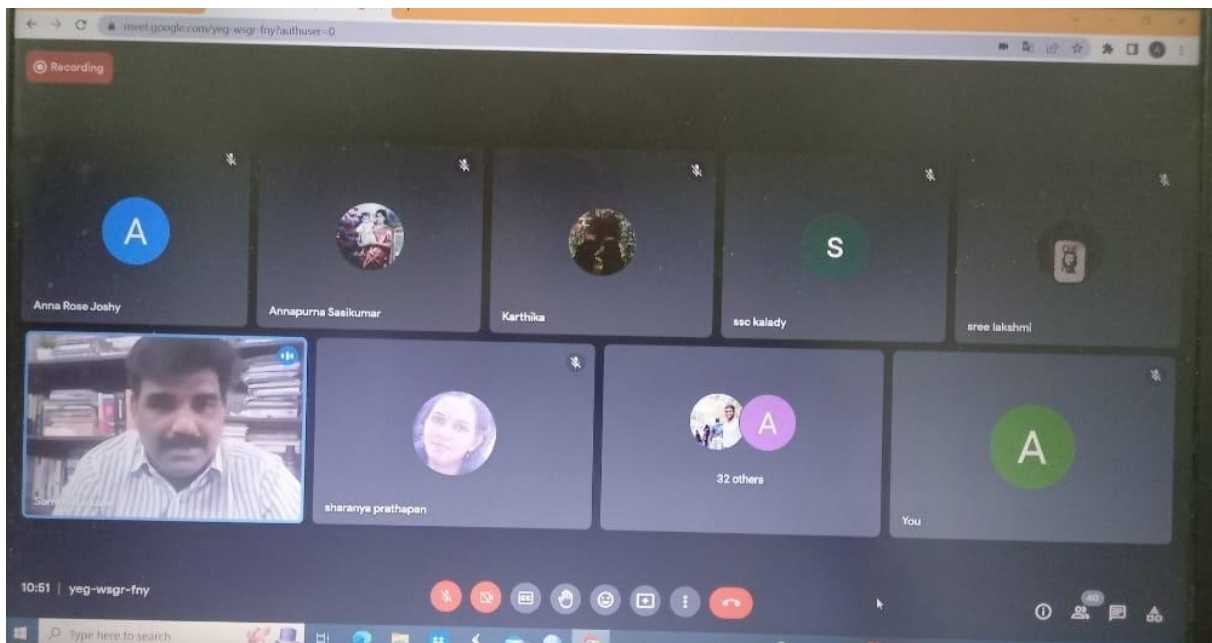 meet.google.com/yeg-wsgr-fny?authuser=0
A
Recording
A
S
Anna Rose Joshy
Annapurna Sasikumar
Karthika
ssc kalady
sree lakshmi
A
A
sharanya prathapan
32 others
You
10:51 | yeg-wsgr-fny
CC
40
Type here to search